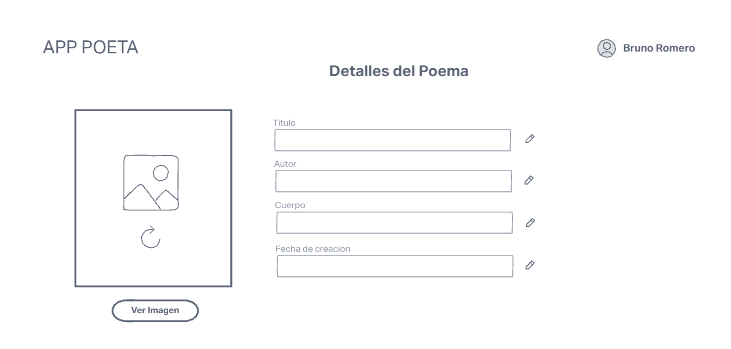 APP POETA
Bruno Romero
Detalles del Poema
Titulo
Autor
Cuerpo
Fecha de creacion
Ver Imagen